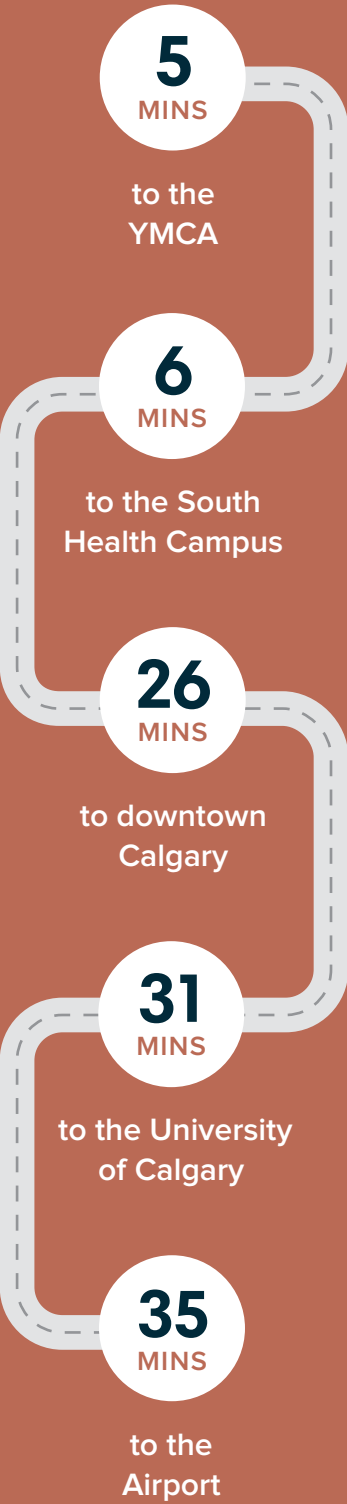 5
MINS
to the
YMCA
6
MINS
to the South
Health Campus
26
MINS
to downtown
Calgary
31
MINS
to the University
of Calgary
35
MINS
to the
Airport